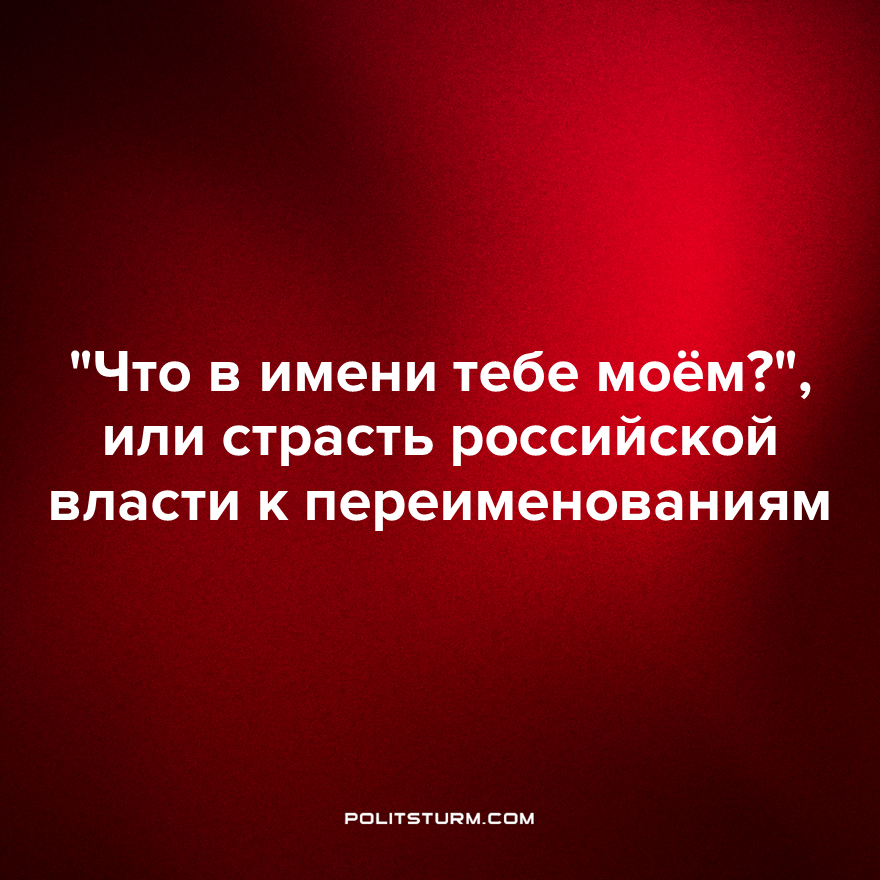 "Что в имени тебе моём?",
или страсть российской
власти к переименованиям
POLITSTURM.COM